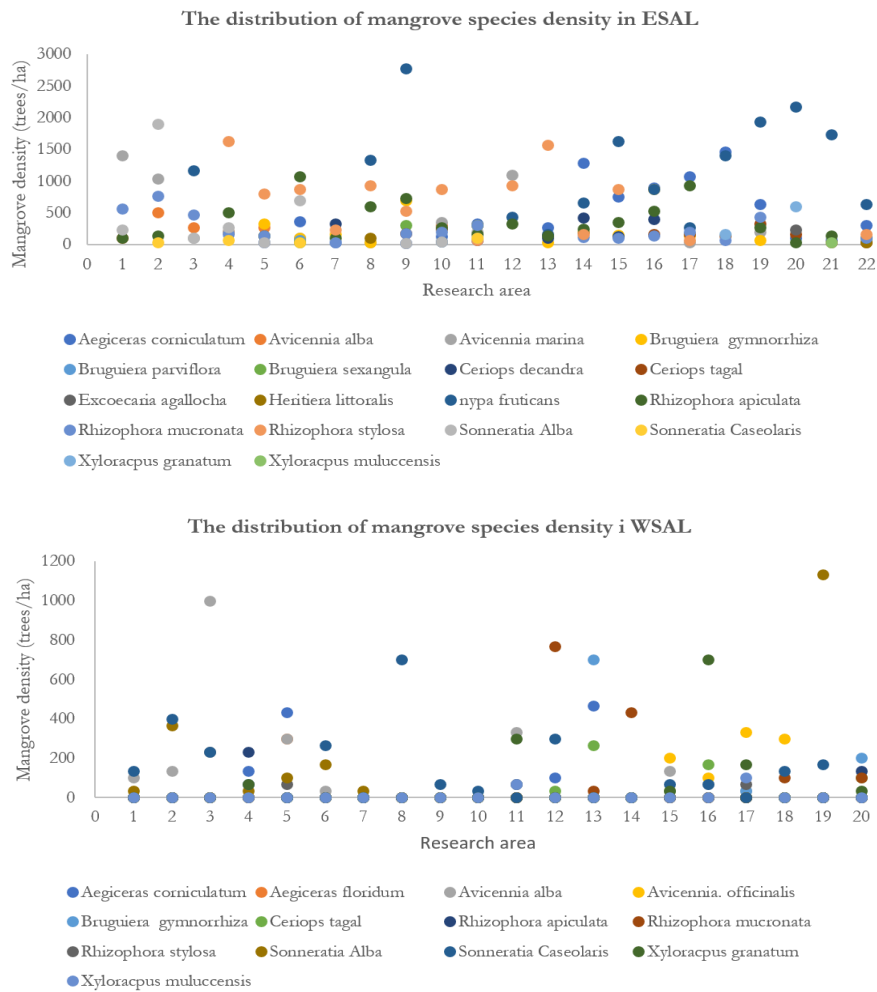 The distribution of mangrove species density in ESAL
Mangrove density (trees/ha)
3000
2500
2000
1500
1000
500
0
0 1 2 3 4 5 6 7 8 9 10 11 12 13 14 15 16 17 18 19 20 21 22
Research area
Aegiceras corniculatum Avicennia alba Avicennia marina Bruguiera gymnorrhiza
Bruguiera parviflora Bruguiera sexangula Ceriops decandra Ceriops tagal
Excoecaria agallocha Heritiera littoralis nypa fruticans Rhizophora apiculata
Rhizophora mucronata Rhizophora stylosa Sonneratia Alba Sonneratia Caseolaris
Xyloracpus granatum Xyloracpus muluccensis
The distribution of mangrove species density i WSAL
Mangrove density (trees/ha)
1200
1000
800
600
400
200
0
1 2 3 4 5 6 7 8 9 10 11 12 13 14 15 16 17 18 19 20
Research area
Aegiceras corniculatum Aegiceras floridum Avicennia alba Avicennia. officinalis
Bruguiera gymnorrhiza Ceriops tagal Rhizophora apiculata Rhizophora mucronata
Rhizophora stylosa Sonneratia Alba Sonneratia Caseolaris Xyloracpus granatum
Xyloracpus muluccensis